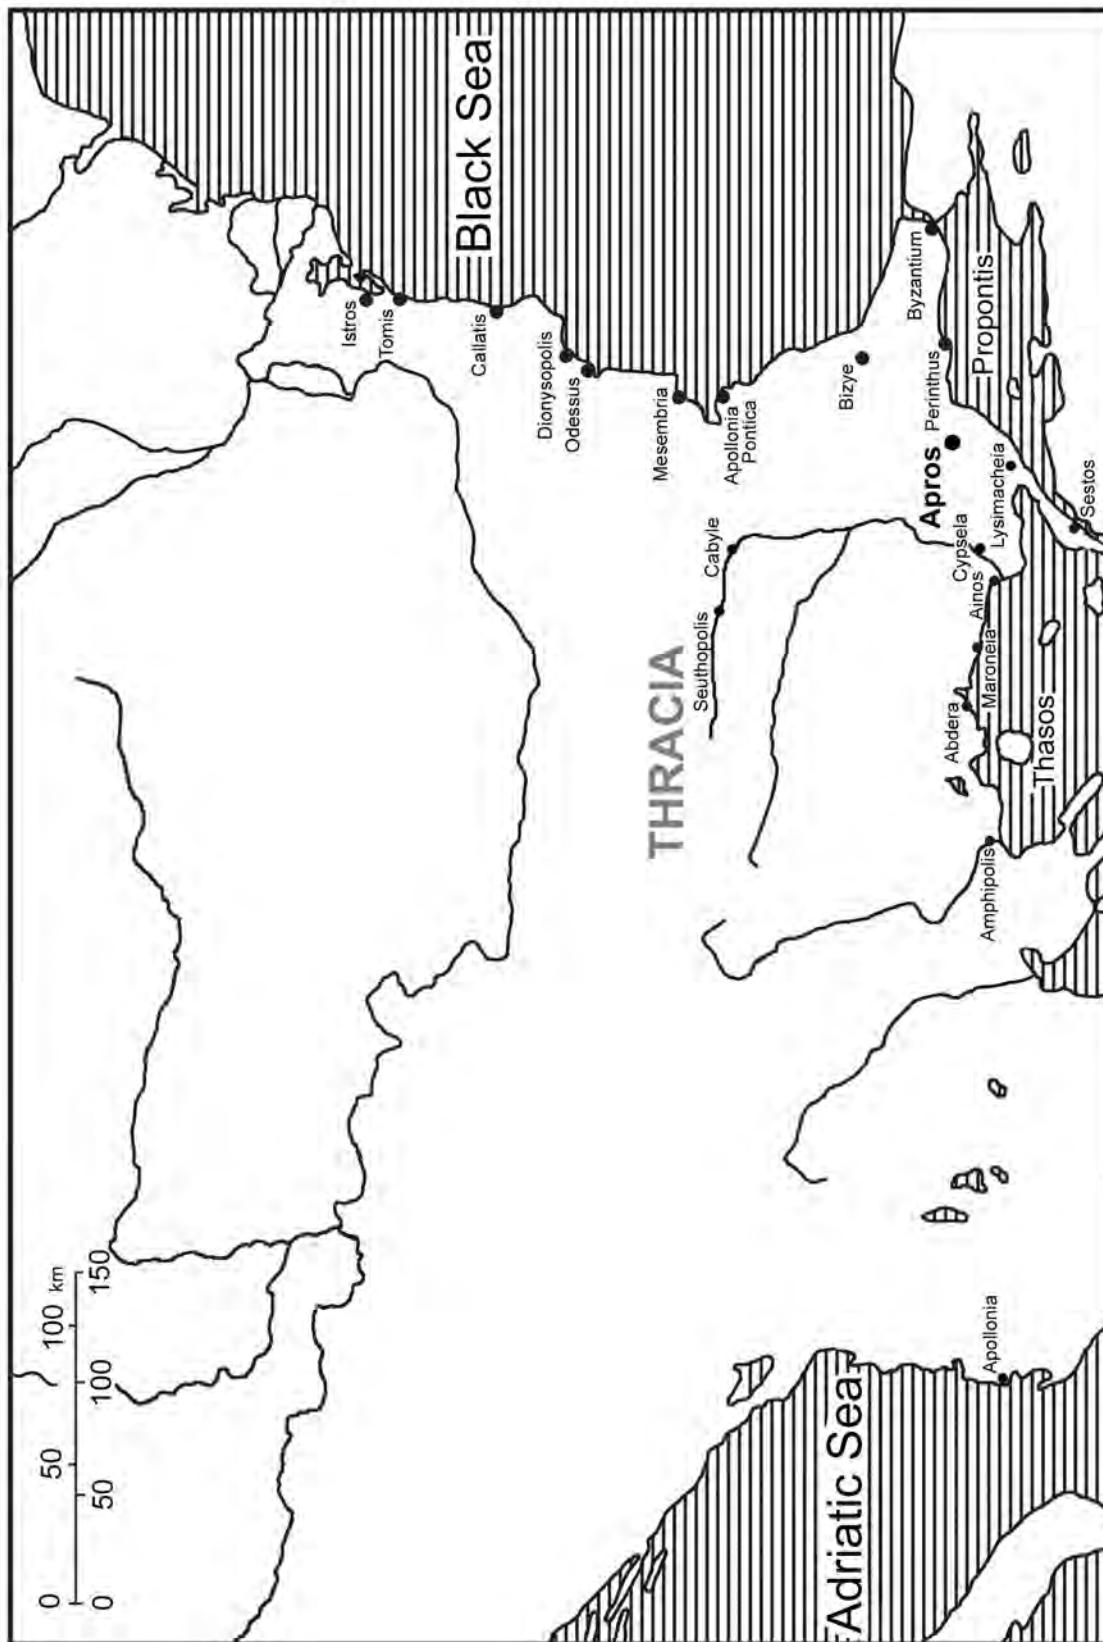 0 50 100 km
0 50 100 150
Black Sea
Istros
Tomis
Callatis
Dionysopolis
Odessus
Mesembria
Apollonia
Pontica
Bizye
Byzantium
Perinthus
Propontis
Apros
Lysimacheia
Sestos
Cypsela
Ainos
Maroneia
Abdera
Thasos
Amphipolis
Cabyle
Seuthopolis
THRACIA
Apollonia
Adriatic Sea